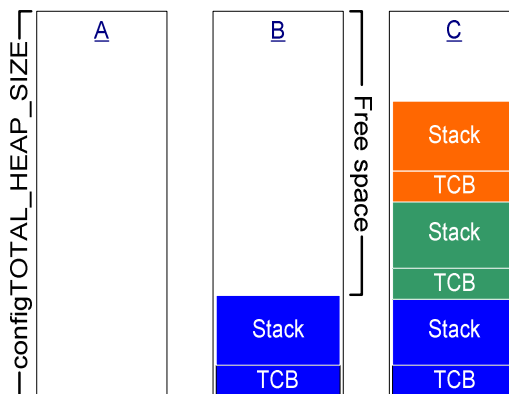 A
B
C
configTOTAL_HEAP_SIZE
Free space
Stack
TCB
Stack
TCB
Stack
TCB
Stack
TCB